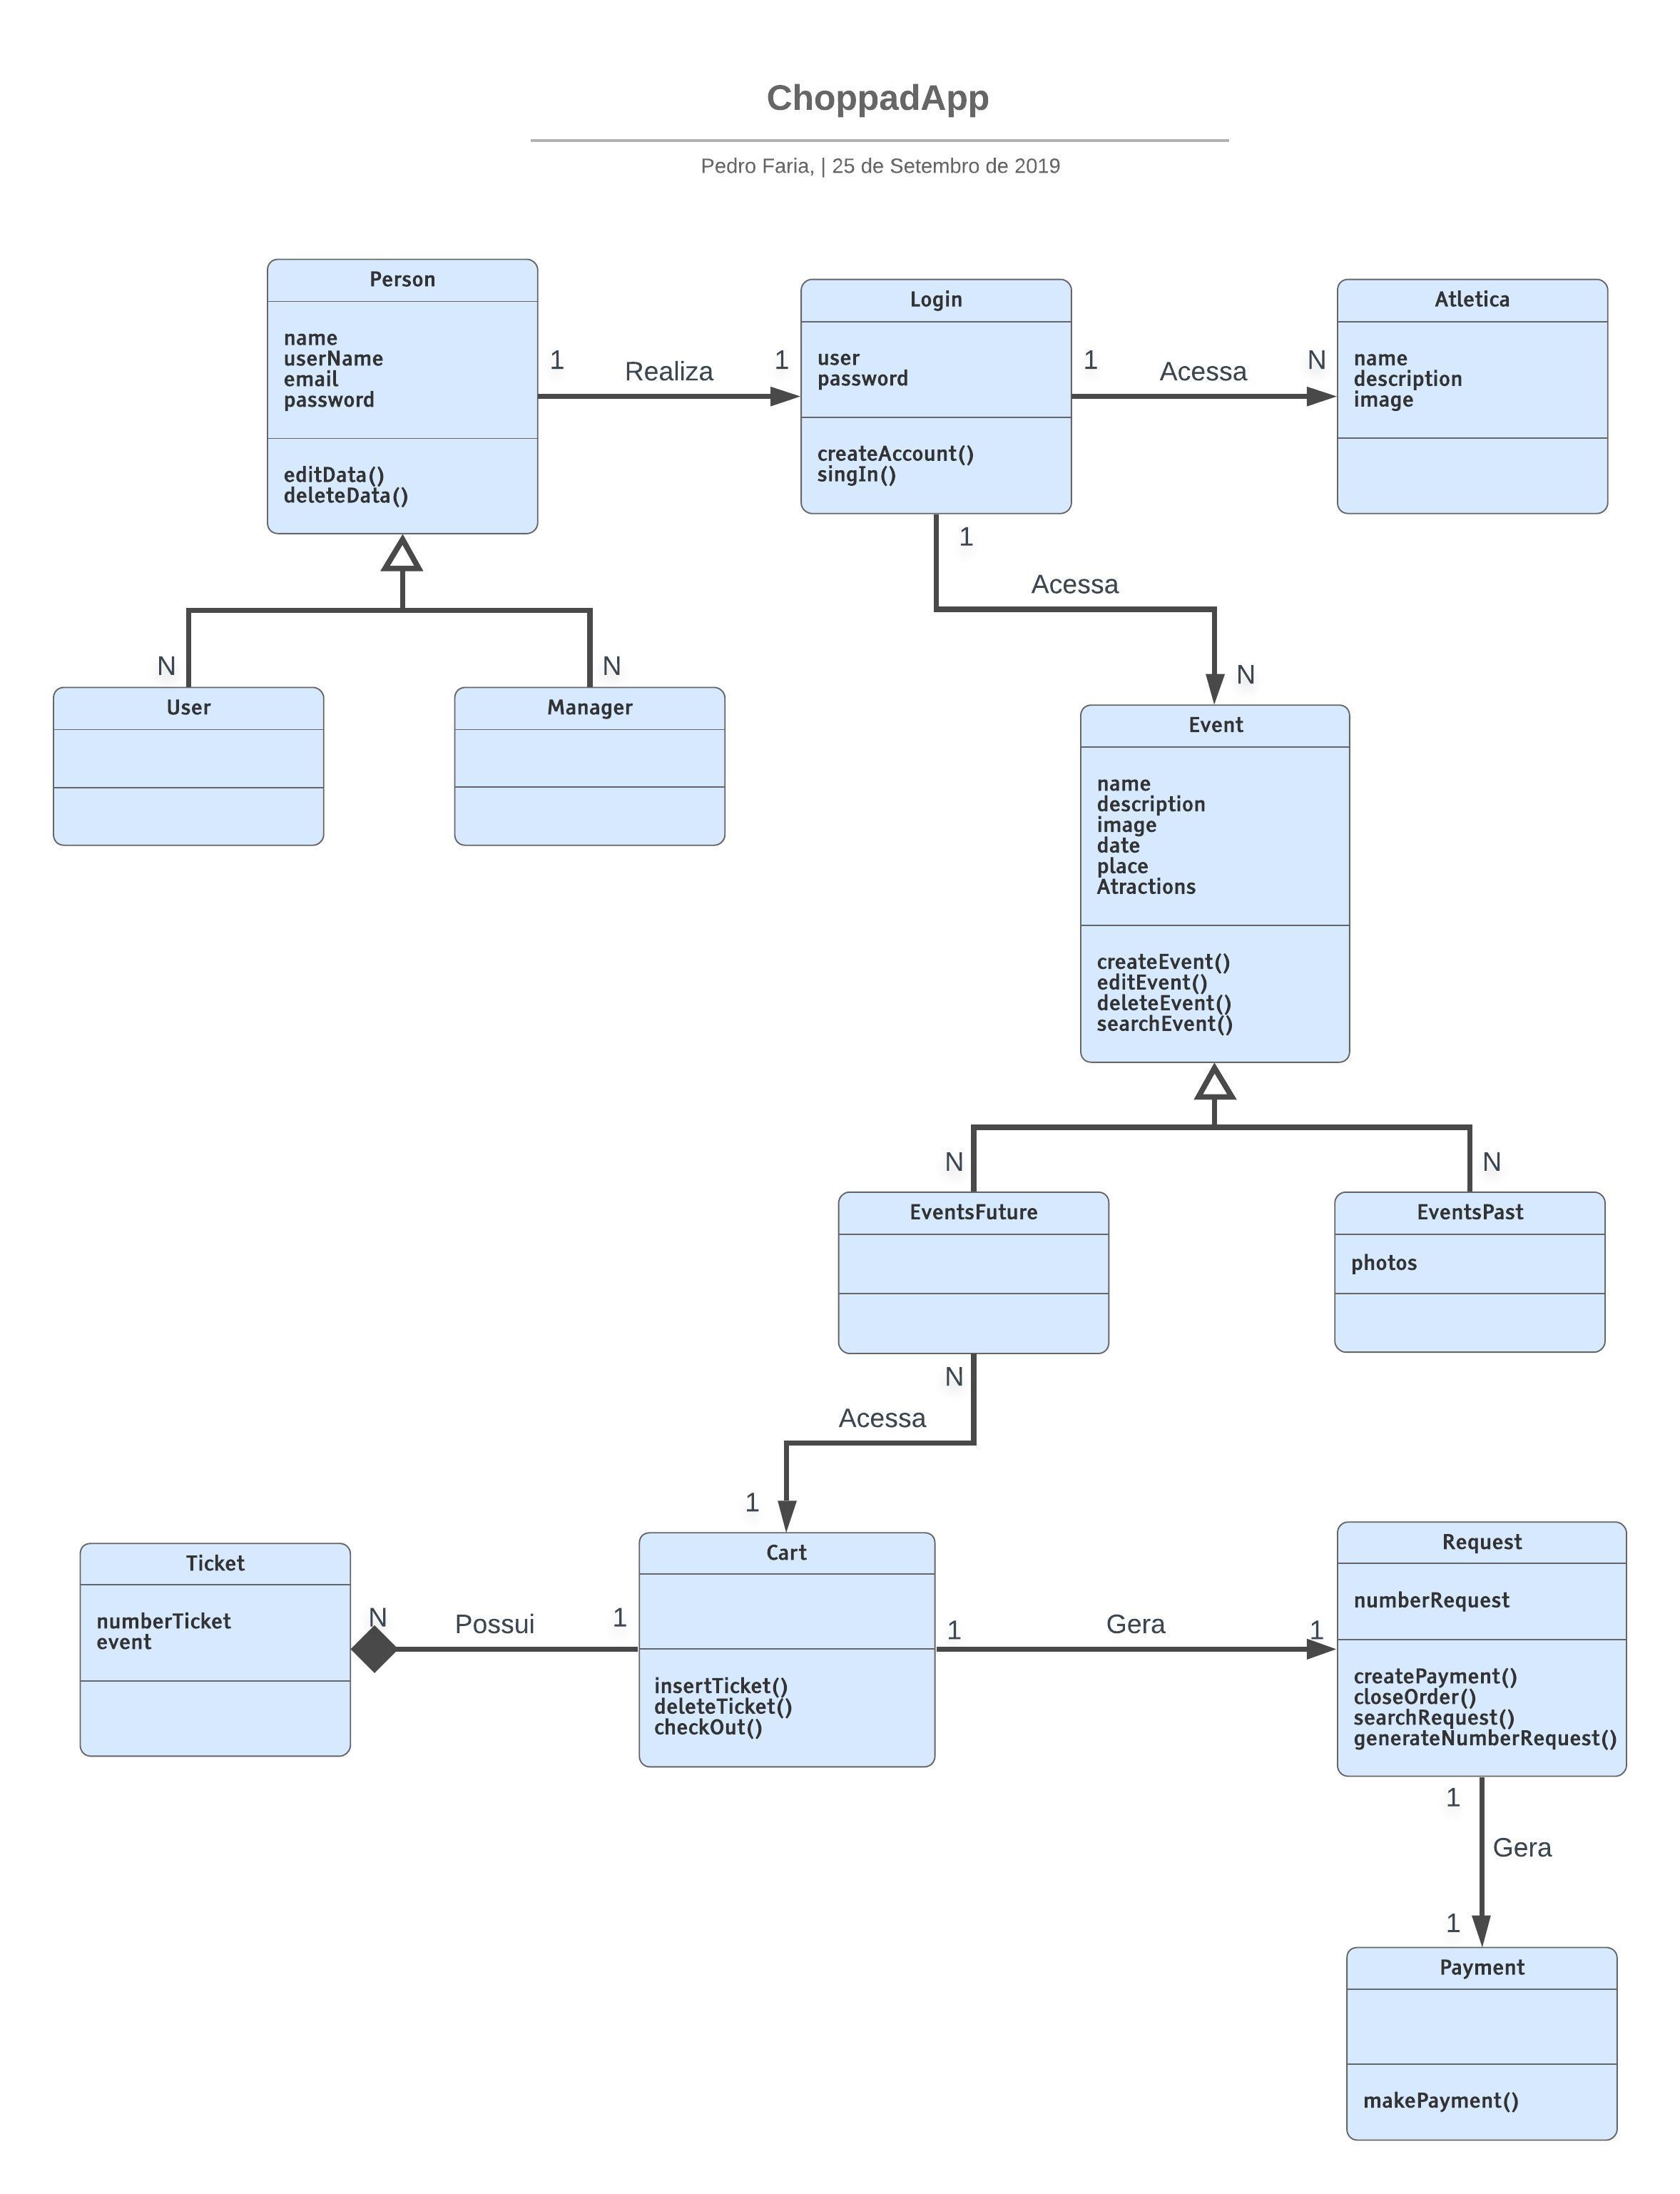 ChoppadApp
Pedro Faria, | 25 de Setembro de 2019
Person
name
userName
email
password
editData()
deleteData()
1
Realiza
1
Login
user
password
createAccount()
singIn()
1
Acessa
N
Atletica
name
description
image
1
Acessa
N
N
N
User
Manager
Event
name
description
image
date
place
Atractions
createEvent()
editEvent()
deleteEvent()
searchEvent()
N
N
EventsFuture
EventsPast
photos
N
Acessa
1
Ticket
numberTicket
event
N
Possui
1
Cart
insertTicket()
deleteTicket()
checkOut()
1
Gera
1
Request
numberRequest
createPayment()
closeOrder()
searchRequest()
generateNumberRequest()
1
Gera
1
Payment
makePayment()